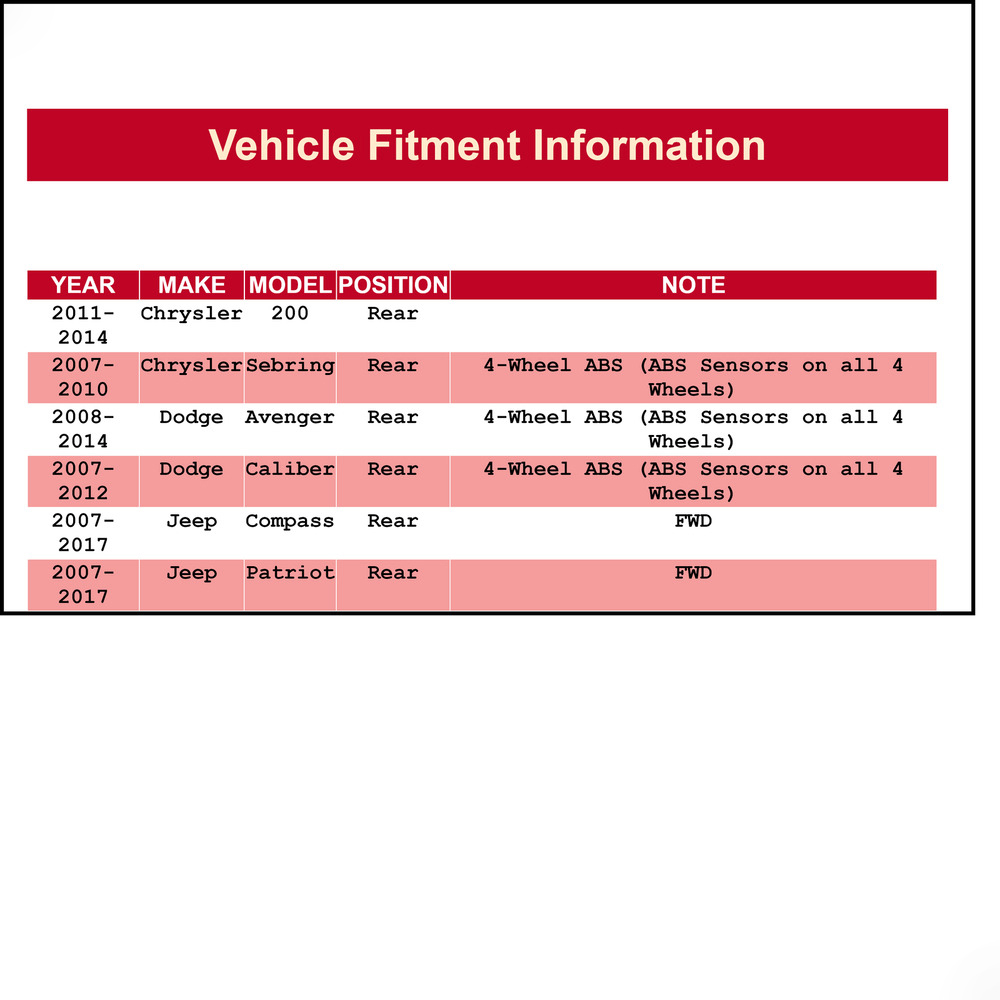 Vehicle Fitment Information
YEAR MAKE MODEL POSITION NOTE
2011- Chrysler 200 Rear
2014
2007- Chrysler Sebring Rear 4-Wheel ABS (ABS Sensors on all 4
2010 Wheels)
2008- Dodge Avenger Rear 4-Wheel ABS (ABS Sensors on all 4
2014 Wheels)
2007- Dodge Caliber Rear 4-Wheel ABS (ABS Sensors on all 4
2012 Wheels)
2007- Jeep Compass Rear FWD
2017
2007- Jeep Patriot Rear FWD
2017